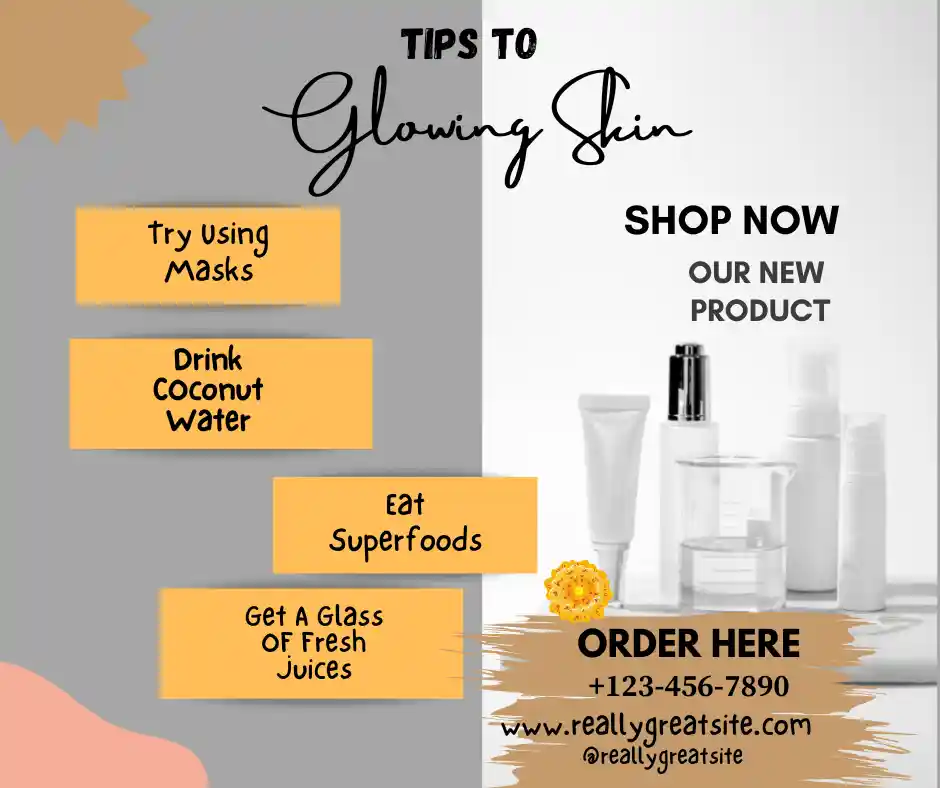 TIPS TO
Glowing Skin
Try Using
Masks
Drink
Coconut
Water
Eat
Superfoods
Get A Glass
OF Fresh
Juices
SHOP NOW
OUR NEW
PRODUCT
ORDER HERE
+123-456-7890
www.reallygreatsite.com
@reallygreatsite